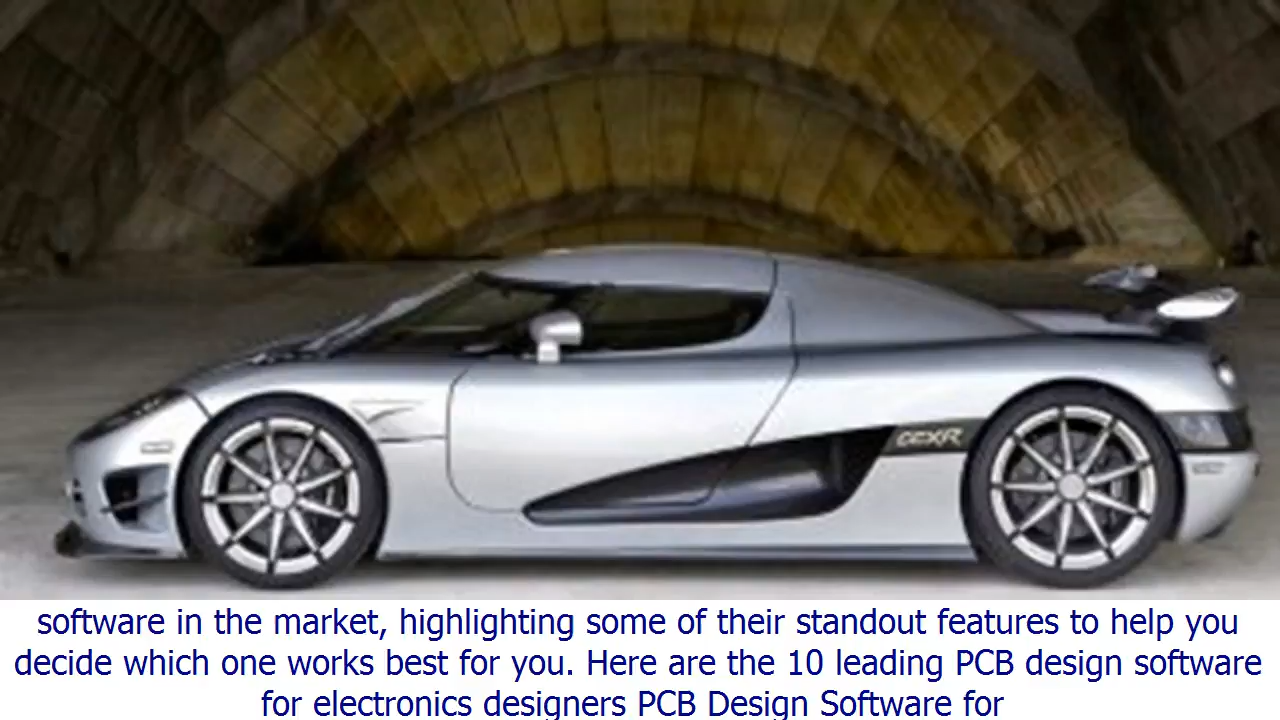 CCXR
software in the market, highlighting some of their standout features to help you
decide which one works best for you. Here are the 10 leading PCB design software
for electronics designers PCB Design Software for